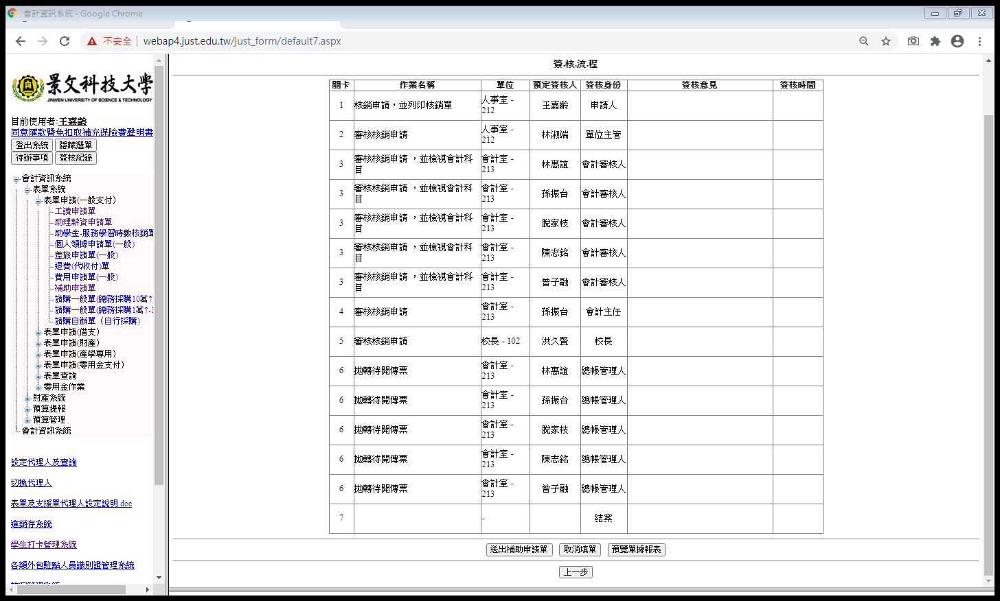 會計資訊系統 - Google Chrome
不安全 webap4.just.edu.tw/just_form/default7.aspx
景文科技大學
JINWEN UNIVERSITY OF SCIENCE & TECHNOLOGY
目前使用者:王嘉齡
同意匯款暨免扣取補充保險費聲明書
登出系統 隱藏選單
待辦事項 簽核紀錄
會計資訊系統
表單系統
表單申請(一般支付)
工讀申請單
助理薪資申請單
助學金-服務學習時數核銷單
個人領據申請單(一般)
差旅申請單(一般)
退費(代收付)單
費用申請單(一般)
補助申請單
請購一般單(總務採購10萬↑)
請購一般單(總務採購1萬↑-1
請購自辦單（自行採購）
表單申請(借支)
表單申請(財產)
表單申請(產學專用)
表單申請(零用金支付)
表單查詢
零用金作業
財產系統
預算提報
預算管理
會計資訊系統
設定代理人及查詢
切換代理人
表單及支援單代理人設定說明.doc
進銷存系統
學生打卡管理系統
各類外包駐點人員識別證管理系統
簽.核.流.程
關卡 作業名稱 單位 預定簽核人 簽核身份 簽核意見 簽核時間
1 核銷申請，並列印核銷單 人事室 - 212 王嘉齡 申請人
2 審核核銷申請 人事室 - 212 林淑端 單位主管
3 審核核銷申請 ，並檢視會計科目 會計室 - 213 林惠誼 會計審核人
3 審核核銷申請 ，並檢視會計科目 會計室 - 213 孫振台 會計審核人
3 審核核銷申請 ，並檢視會計科目 會計室 - 213 脫家枝 會計審核人
3 審核核銷申請 ，並檢視會計科目 會計室 - 213 陳志銘 會計審核人
3 審核核銷申請 ，並檢視會計科目 會計室 - 213 曾子融 會計審核人
4 審核核銷申請 會計室 - 213 孫振台 會計主任
5 審核核銷申請 校長 - 102 洪久賢 校長
6 拋轉待開傳票 會計室 - 213 林惠誼 總帳管理人
6 拋轉待開傳票 會計室 - 213 孫振台 總帳管理人
6 拋轉待開傳票 會計室 - 213 脫家枝 總帳管理人
6 拋轉待開傳票 會計室 - 213 陳志銘 總帳管理人
6 拋轉待開傳票 會計室 - 213 曾子融 總帳管理人
7 - 結案
送出補助申請單 取消填單 預覽單據報表
上一步